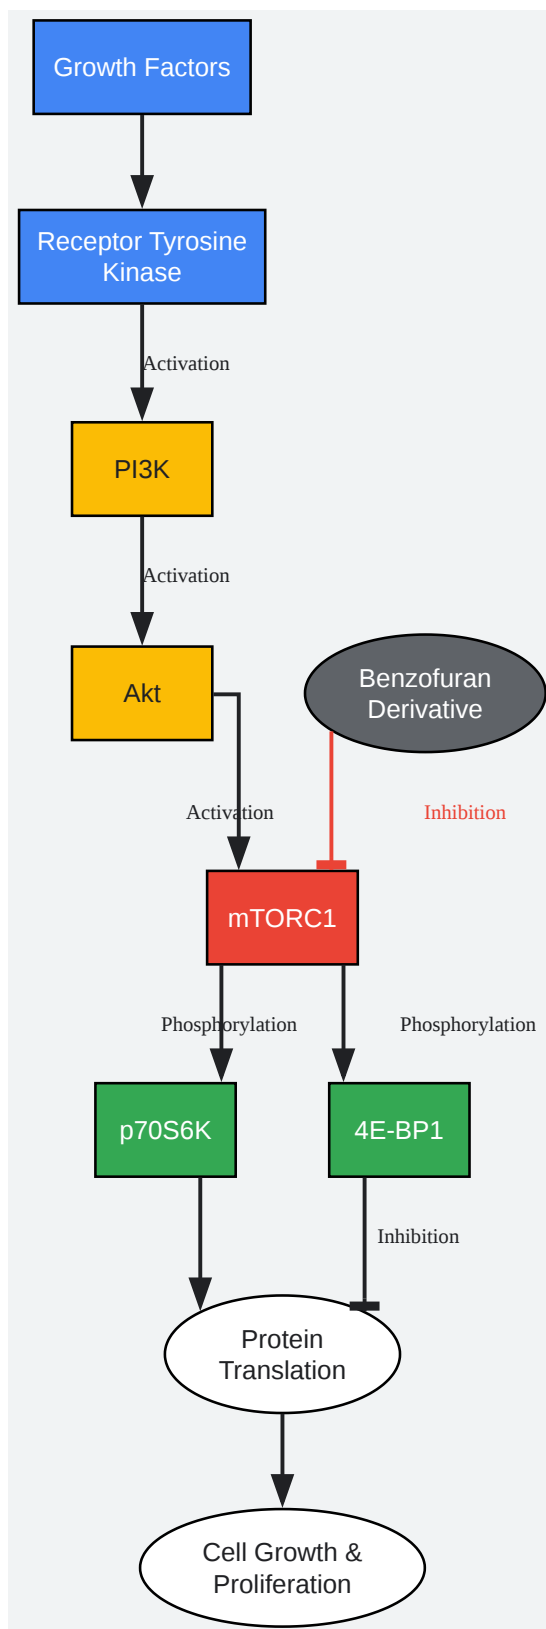 Growth Factors
Receptor Tyrosine
Kinase
Activation
PI3K
Activation
Akt
Benzofuran
Derivative
Activation
Inhibition
mTORC1
Phosphorylation
Phosphorylation
p70S6K
4E-BP1
Inhibition
Protein
Translation
Cell Growth &
Proliferation